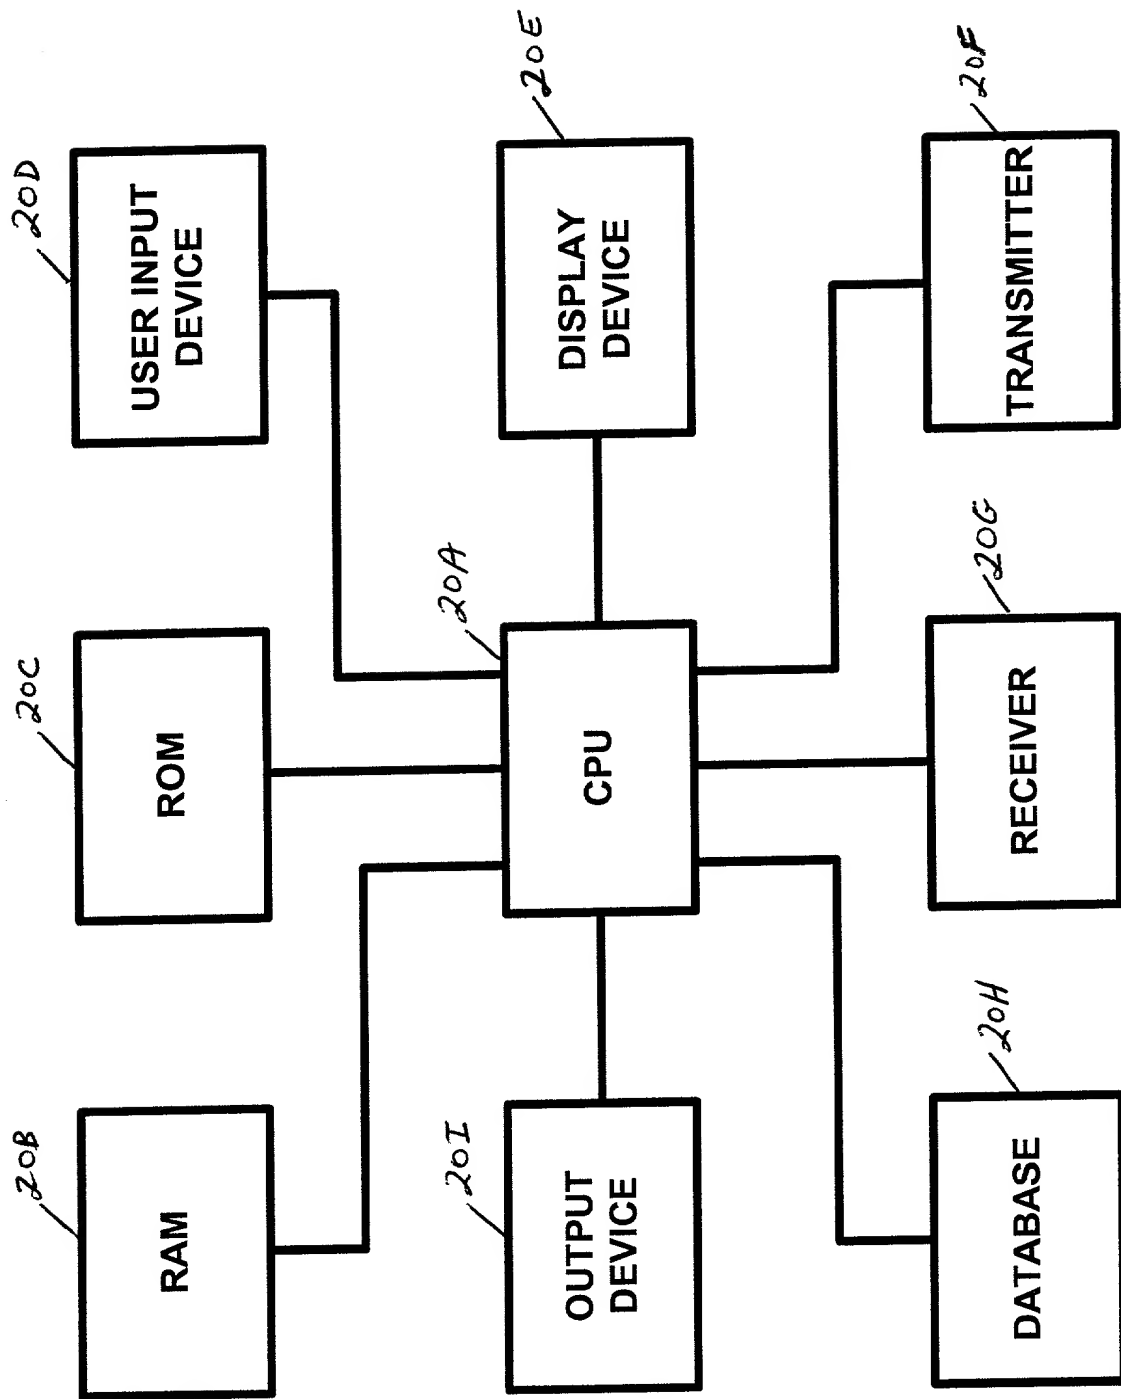 20B
RAM
20C
ROM
20D
USER INPUT
DEVICE
20I
OUTPUT
DEVICE
20A
CPU
20E
DISPLAY
DEVICE
20H
DATABASE
20G
RECEIVER
20F
TRANSMITTER